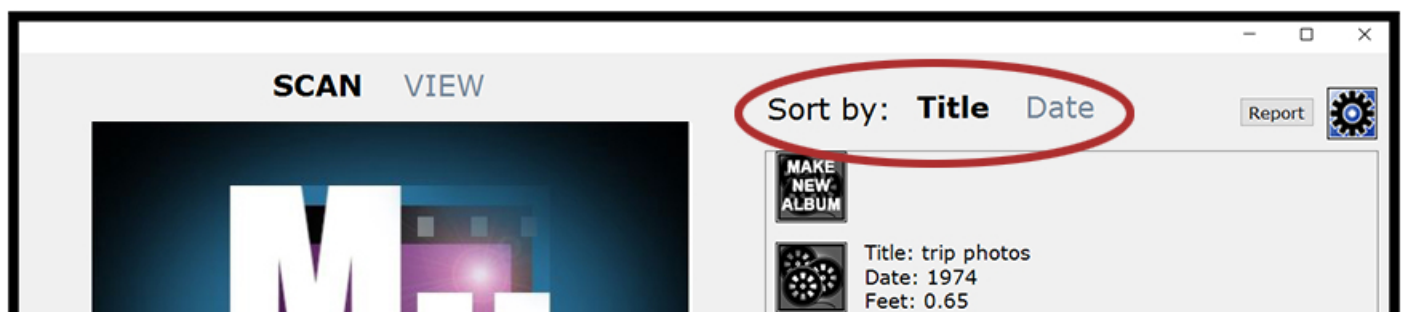 SCAN VIEW
Sort by: Title Date
Report
MAKE
NEW
ALBUM
Title: trip photos
Date: 1974
Feet: 0.65